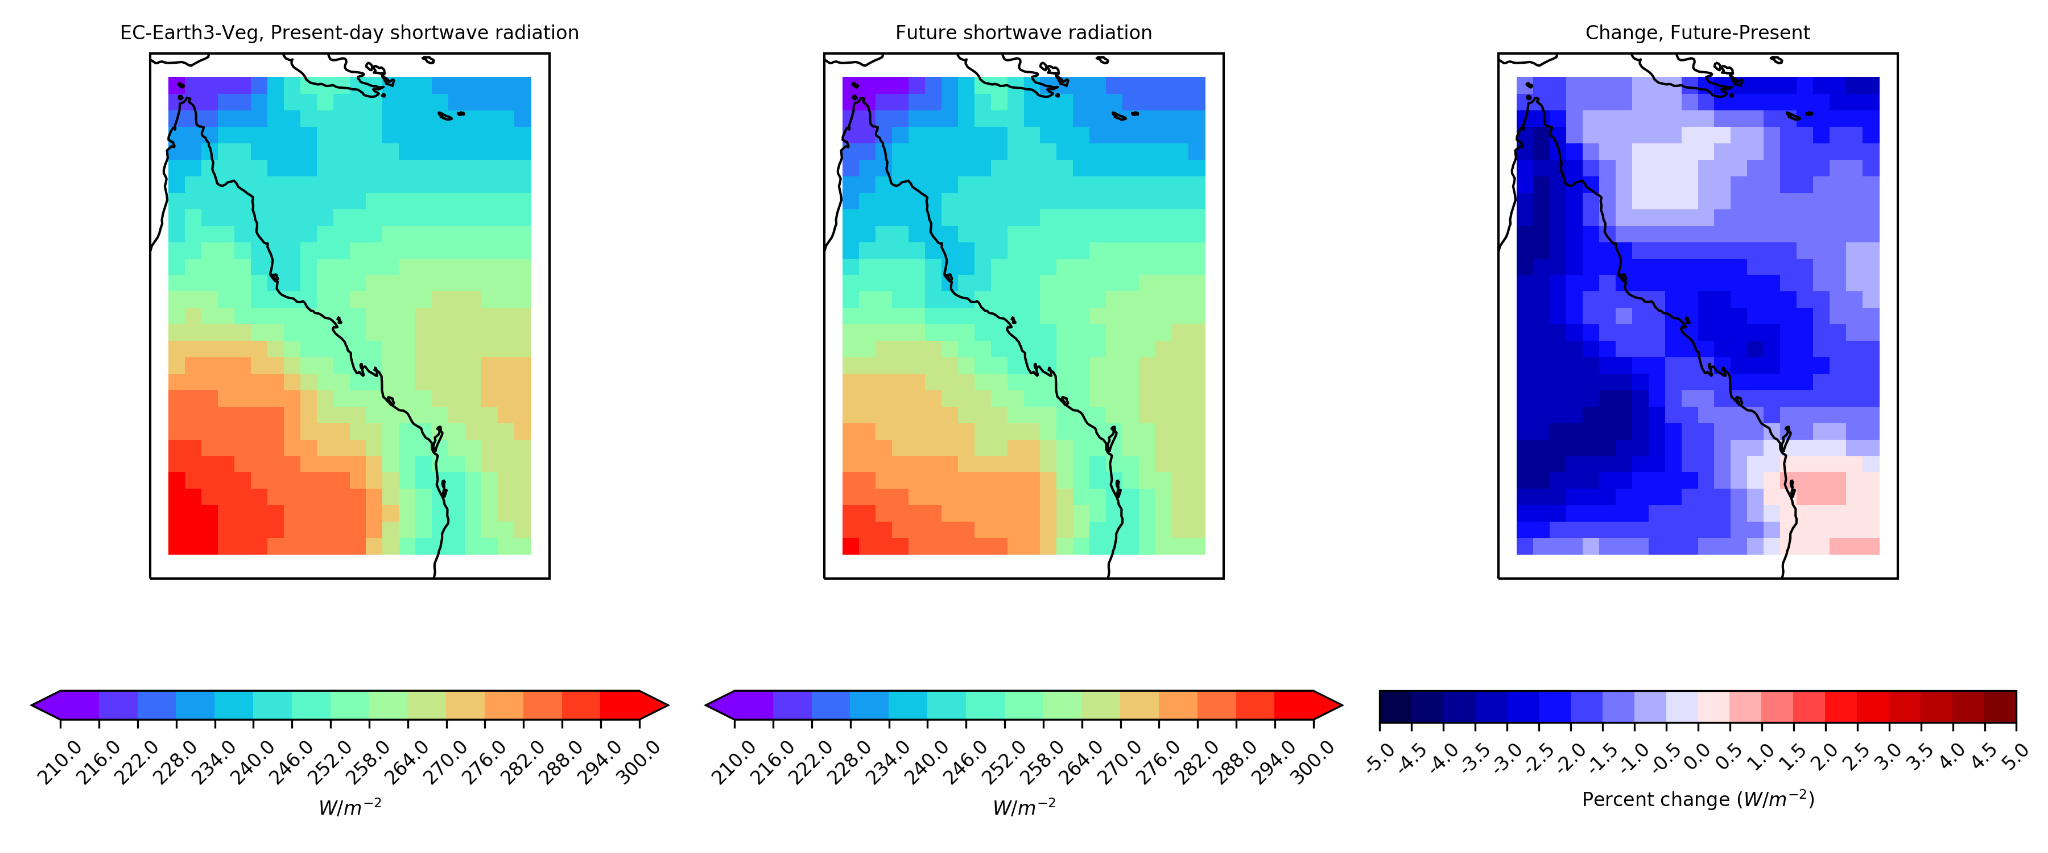 EC-Earth3-Veg, Present-day shortwave radiation
Future shortwave radiation
Change, Future-Present
210.0 216.0 222.0 228.0 234.0 240.0 246.0 252.0 258.0 264.0 270.0 276.0 282.0 288.0 294.0 300.0
W/m⁻²
210.0 216.0 222.0 228.0 234.0 240.0 246.0 252.0 258.0 264.0 270.0 276.0 282.0 288.0 294.0 300.0
W/m⁻²
-5.0 -4.5 -4.0 -3.5 -3.0 -2.5 -2.0 -1.5 -1.0 -0.5 0.0 0.5 1.0 1.5 2.0 2.5 3.0 3.5 4.0 4.5 5.0
Percent change (W/m⁻²)